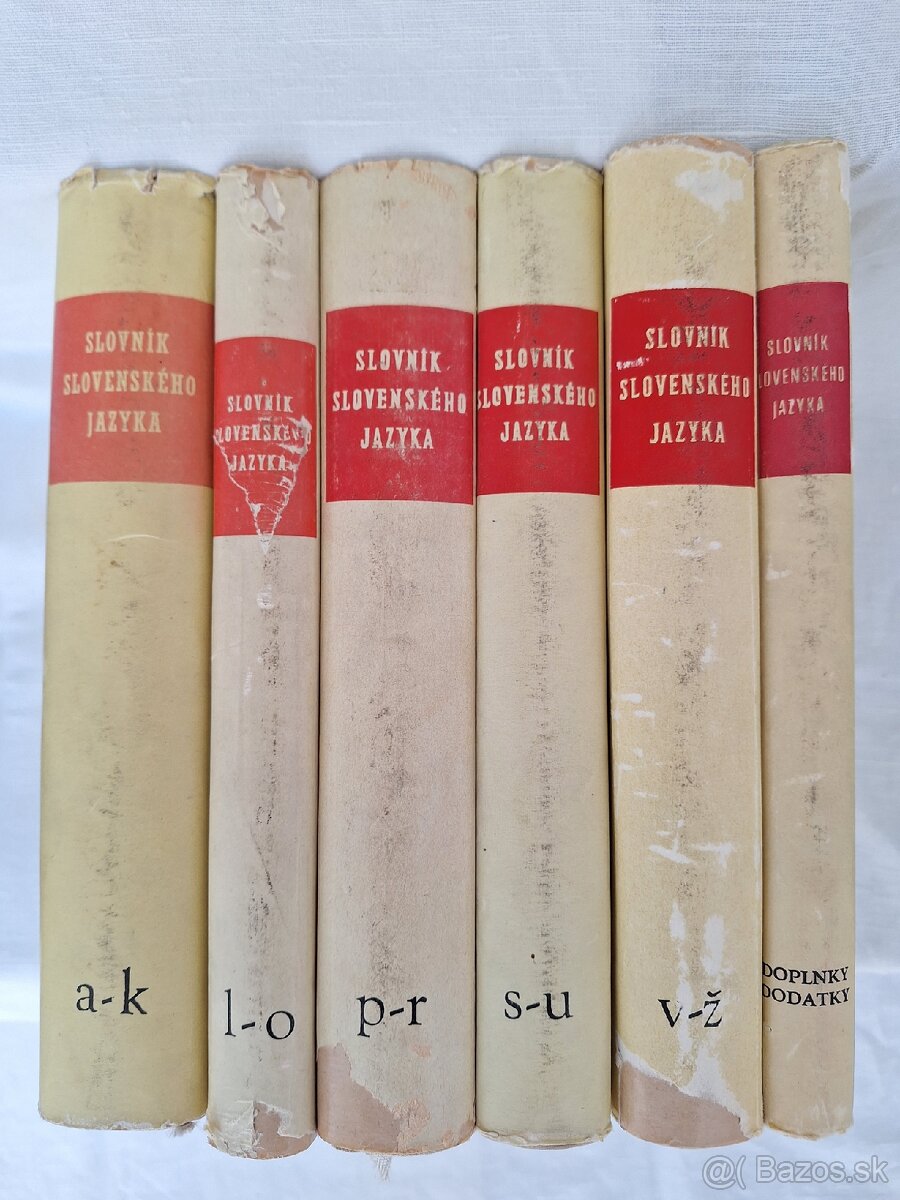 SLOVNÍK
SLOVENSKÉHO
JAZYKA
a-k
SLOVNÍK
SLOVENSKÉHO
JAZYKA
l-o
SLOVNÍK
SLOVENSKÉHO
JAZYKA
p-r
SLOVNÍK
SLOVENSKÉHO
JAZYKA
s-u
SLOVNÍK
SLOVENSKÉHO
JAZYKA
v-ž
SLOVNÍK
SLOVENSKÉHO
JAZYKA
DOPLNKY
DODATKY
@( Bazos.sk